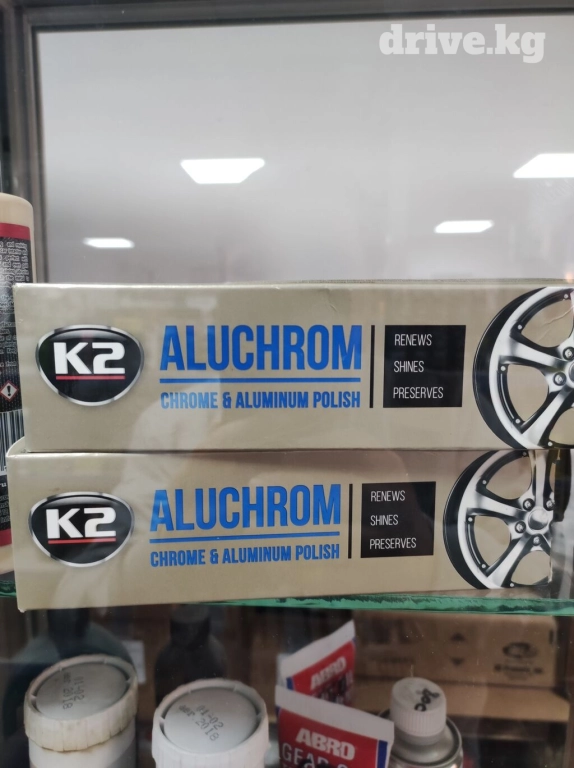 drive.kg
K2
ALUCHROM
CHROME & ALUMINUM POLISH
RENEWS
SHINES
PRESERVES
K2
ALUCHROM
CHROME & ALUMINUM POLISH
RENEWS
SHINES
PRESERVES
ABRO
ABRO
GEAR